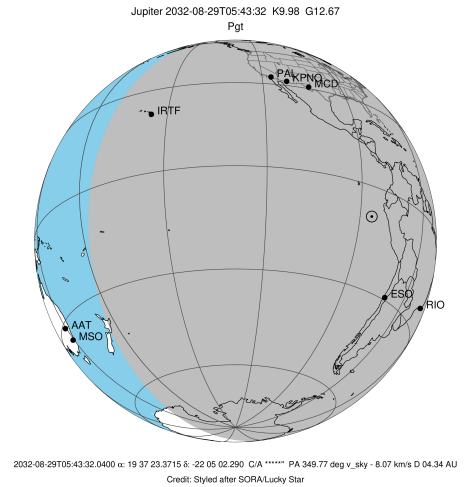 Jupiter 2032-08-29T05:43:32 K9.98 G12.67
Pgt
PAL
KPNO
MCD
IRTF
ESO
RIO
AAT
MSO
2032-08-29T05:43:32.0400 α: 19 37 23.3715 δ: -22 05 02.290 C/A *****" PA 349.77 deg v_sky - 8.07 km/s D 04.34 AU
Credit: Styled after SORA/Lucky Star